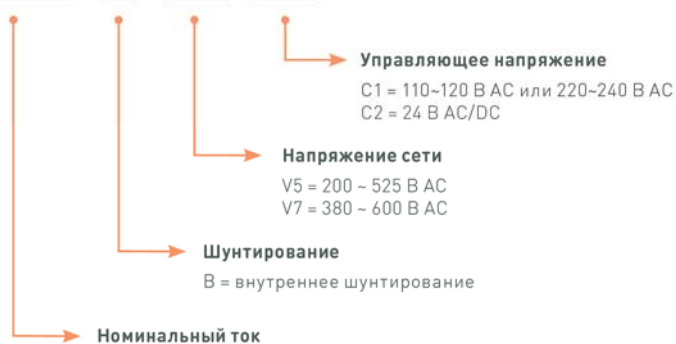 Управляющее напряжение
C1 = 110~120 В AC или 220~240 В AC
C2 = 24 В AC/DC
Напряжение сети
V5 = 200 ~ 525 В AC
V7 = 380 ~ 600 В AC
Шунтирование
В = внутреннее шунтирование
Номинальный ток